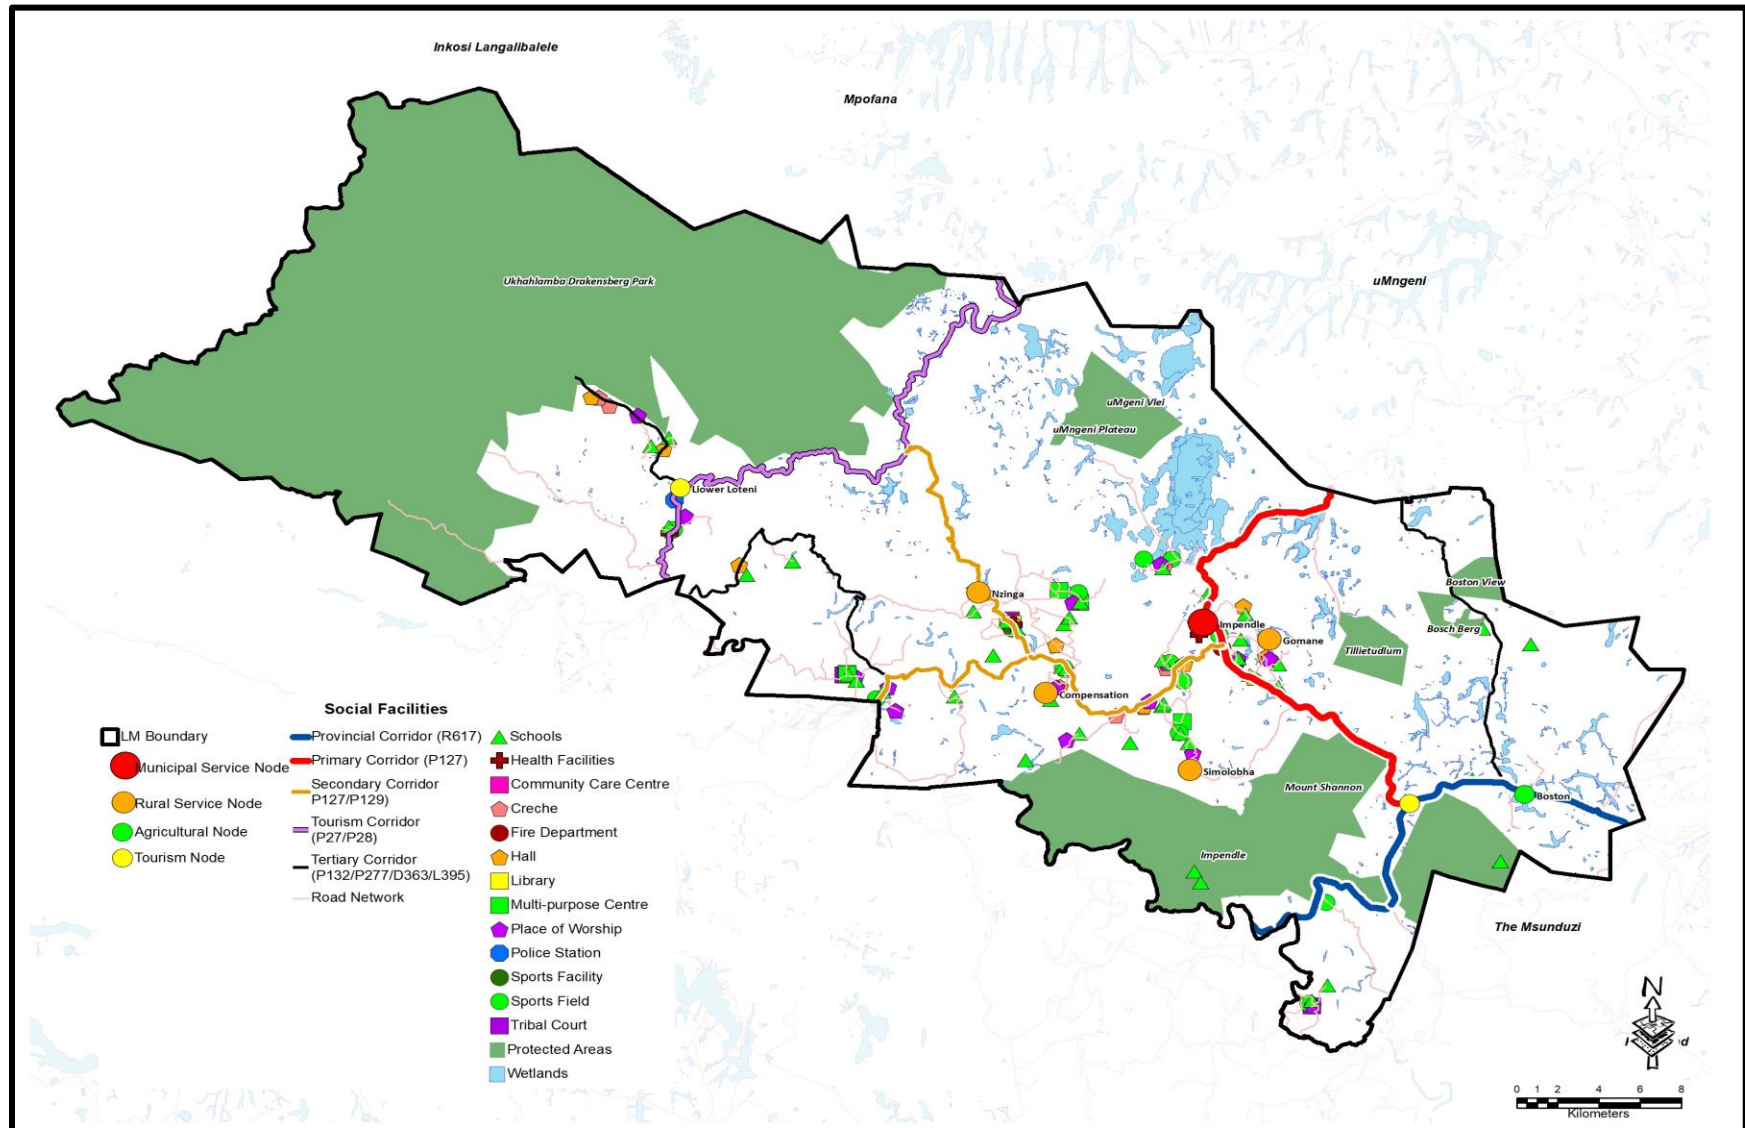 Inkosi Langalibalele
Mpofana
uMngeni
Ukhahlamba Drakensberg Park
uMgeni Vlei
uMngeni Plateau
Llower Loteni
Nzinga
Impendle
Gomane
Boston View
Bosch Berg
Tillietudlum
Compensation
Simolobha
Mount Shannon
Boston
Impendle
The Msunduzi
Social Facilities
LM Boundary
Municipal Service Node
Rural Service Node
Agricultural Node
Tourism Node
Provincial Corridor (R617)
Primary Corridor (P127)
Secondary Corridor
P127/P129)
Tourism Corridor
(P27/P28)
Tertiary Corridor
(P132/P277/D363/L395)
Road Network
Schools
Health Facilities
Community Care Centre
Creche
Fire Department
Hall
Library
Multi-purpose Centre
Place of Worship
Police Station
Sports Facility
Sports Field
Tribal Court
Protected Areas
Wetlands
N
0 1 2 4 6 8
Kilometers